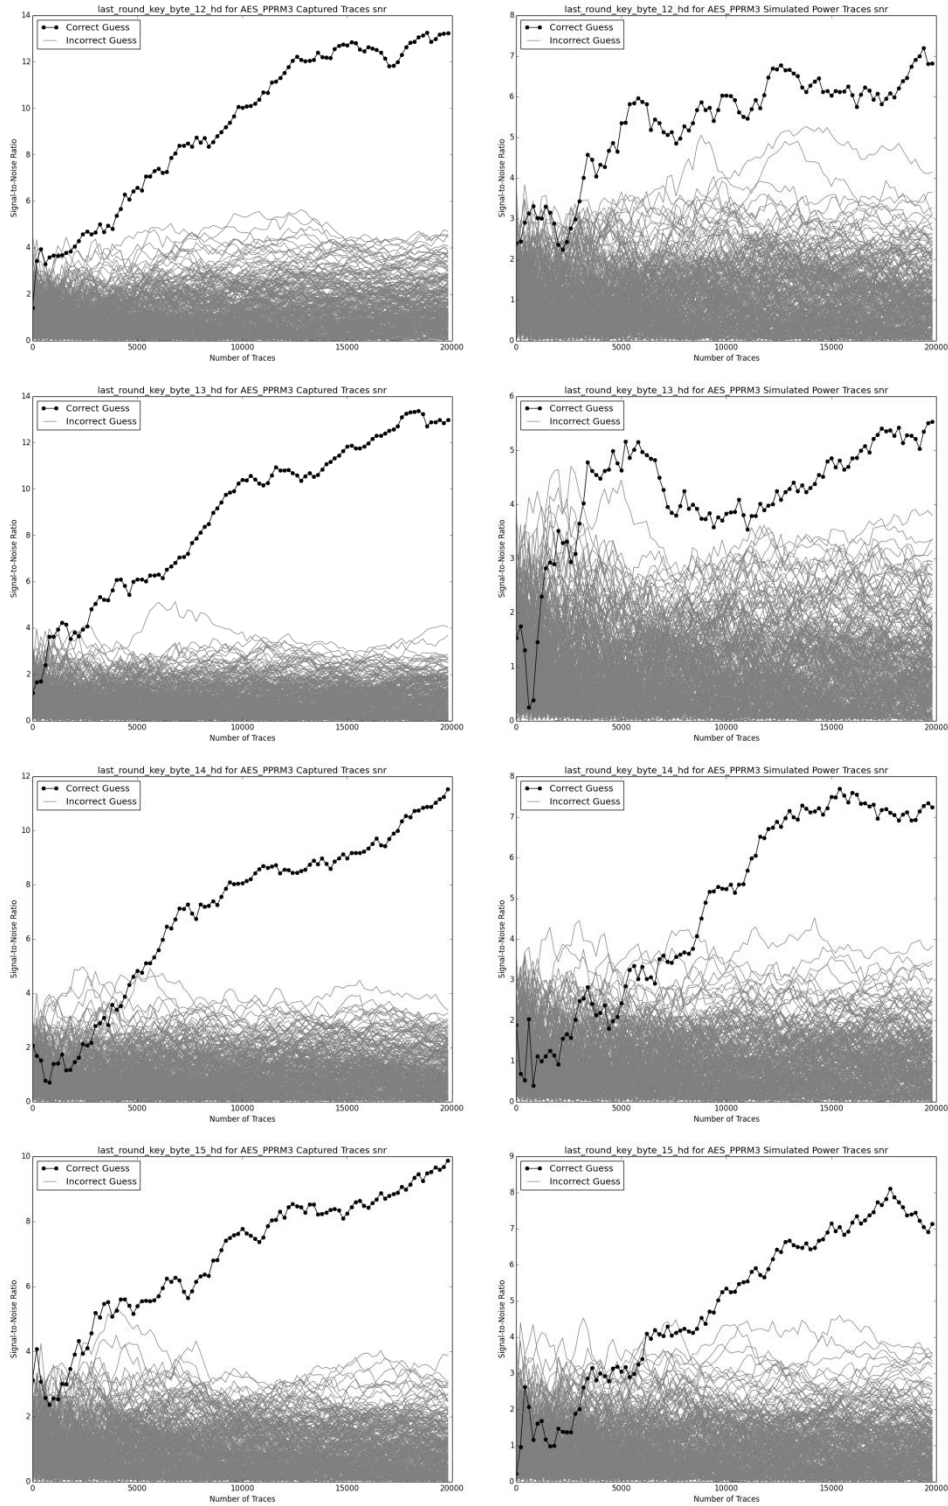 last_round_key_byte_12_hd for AES_PPRM3 Captured Traces snr
Correct Guess
Incorrect Guess
Signal-to-Noise Ratio
14
12
10
8
6
4
2
0
0 5000 10000 15000 20000
Number of Traces
last_round_key_byte_12_hd for AES_PPRM3 Simulated Power Traces snr
Correct Guess
Incorrect Guess
Signal-to-Noise Ratio
8
7
6
5
4
3
2
1
0
0 5000 10000 15000 20000
Number of Traces
last_round_key_byte_13_hd for AES_PPRM3 Captured Traces snr
Correct Guess
Incorrect Guess
Signal-to-Noise Ratio
14
12
10
8
6
4
2
0
0 5000 10000 15000 20000
Number of Traces
last_round_key_byte_13_hd for AES_PPRM3 Simulated Power Traces snr
Correct Guess
Incorrect Guess
Signal-to-Noise Ratio
6
5
4
3
2
1
0
0 5000 10000 15000 20000
Number of Traces
last_round_key_byte_14_hd for AES_PPRM3 Captured Traces snr
Correct Guess
Incorrect Guess
Signal-to-Noise Ratio
12
10
8
6
4
2
0
0 5000 10000 15000 20000
Number of Traces
last_round_key_byte_14_hd for AES_PPRM3 Simulated Power Traces snr
Correct Guess
Incorrect Guess
Signal-to-Noise Ratio
8
7
6
5
4
3
2
1
0
0 5000 10000 15000 20000
Number of Traces
last_round_key_byte_15_hd for AES_PPRM3 Captured Traces snr
Correct Guess
Incorrect Guess
Signal-to-Noise Ratio
10
8
6
4
2
0
0 5000 10000 15000 20000
Number of Traces
last_round_key_byte_15_hd for AES_PPRM3 Simulated Power Traces snr
Correct Guess
Incorrect Guess
Signal-to-Noise Ratio
9
8
7
6
5
4
3
2
1
0
0 5000 10000 15000 20000
Number of Traces